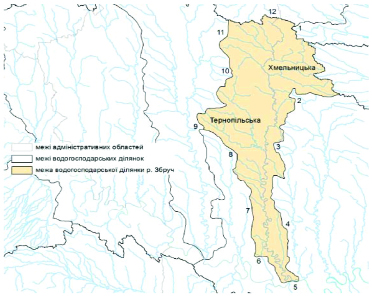 12
1
11
Хмельницька
10
2
Тернопільська
9
3
межі адміністративних областей
межі водогосподарських ділянок
8
межа водогосподарської ділянки р. Збруч
7
4
6
5